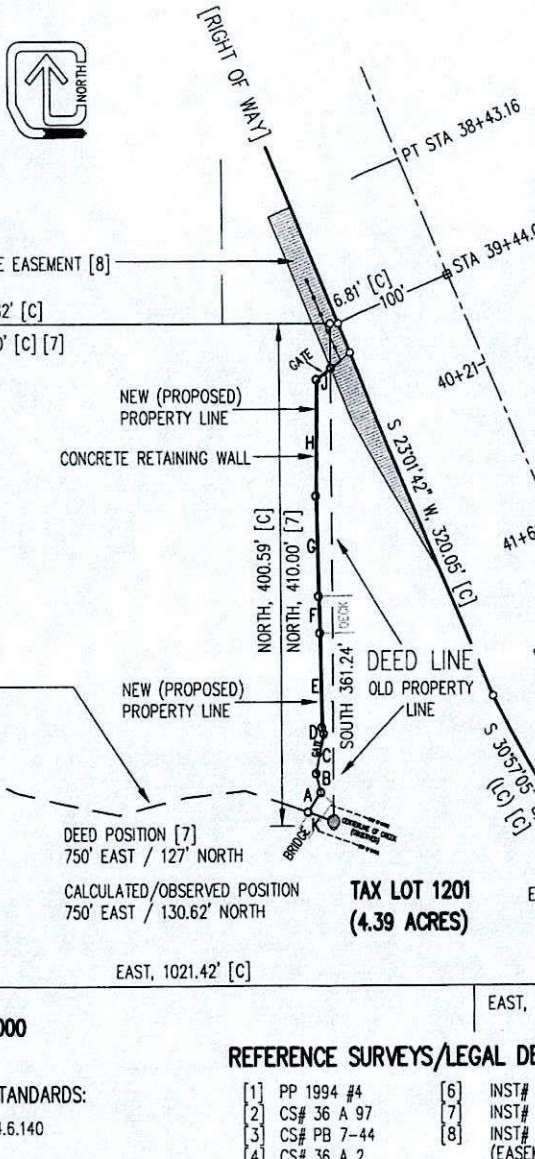 NORTH
[RIGHT OF WAY]
PT STA 38+43.16
E EASEMENT [8]
STA 39+44.0
6.81' [C]
100'
62' [C]
0' [C] [7]
GATE
J
40+21
NEW (PROPOSED)
PROPERTY LINE
H
CONCRETE RETAINING WALL
S 23°01'42" W, 320.05' [C]
G
NORTH, 400.59' [C]
NORTH, 410.00' [7]
41+6
F
DECK
DEED LINE
OLD PROPERTY
LINE
SOUTH 361.24'
NEW (PROPOSED)
PROPERTY LINE
E
D
C
B
A
K
S 30°57'05"
(LC) [C]
BRIDGE
CENTERLINE OF CREEK
DEED POSITION [7]
750' EAST / 127' NORTH
CALCULATED/OBSERVED POSITION
750' EAST / 130.62' NORTH
TAX LOT 1201
(4.39 ACRES)
E
EAST, 1021.42' [C]
EAST,
000
REFERENCE SURVEYS/LEGAL DE
TANDARDS:
4.6.140
[1] PP 1994 #4
[2] CS# 36 A 97
[3] CS# PB 7-44
[4] CS# 36 A 2
[6] INST#
[7] INST#
[8] INST#
(EASEM